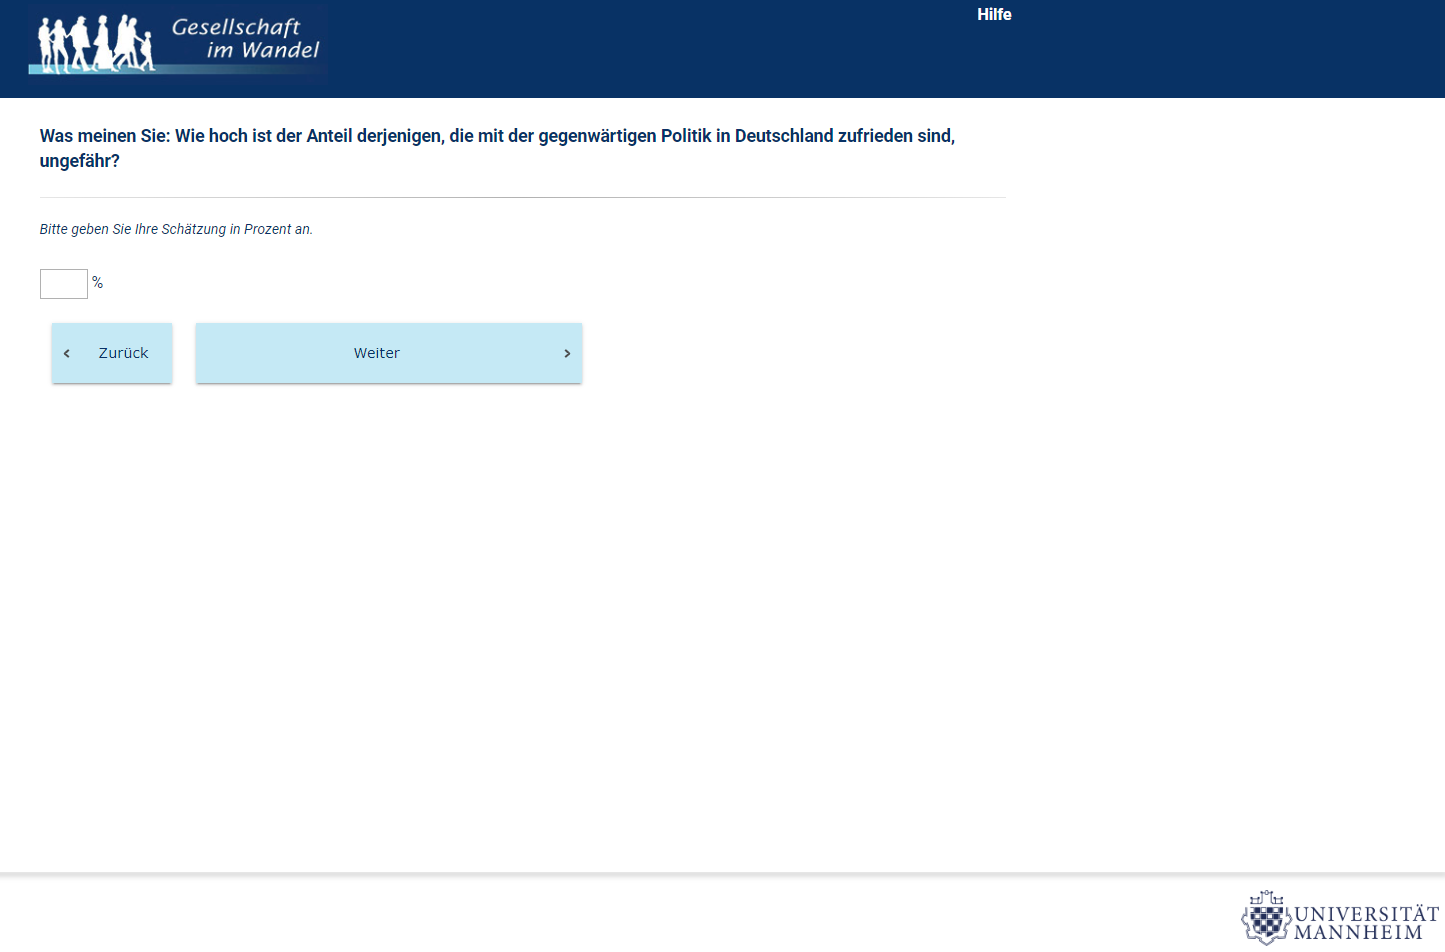 Gesellschaft
im Wandel
Hilfe
Was meinen Sie: Wie hoch ist der Anteil derjenigen, die mit der gegenwärtigen Politik in Deutschland zufrieden sind,
ungefähr?
Bitte geben Sie Ihre Schätzung in Prozent an.
%
Zurück
Weiter
UNIVERSITÄT
MANNHEIM